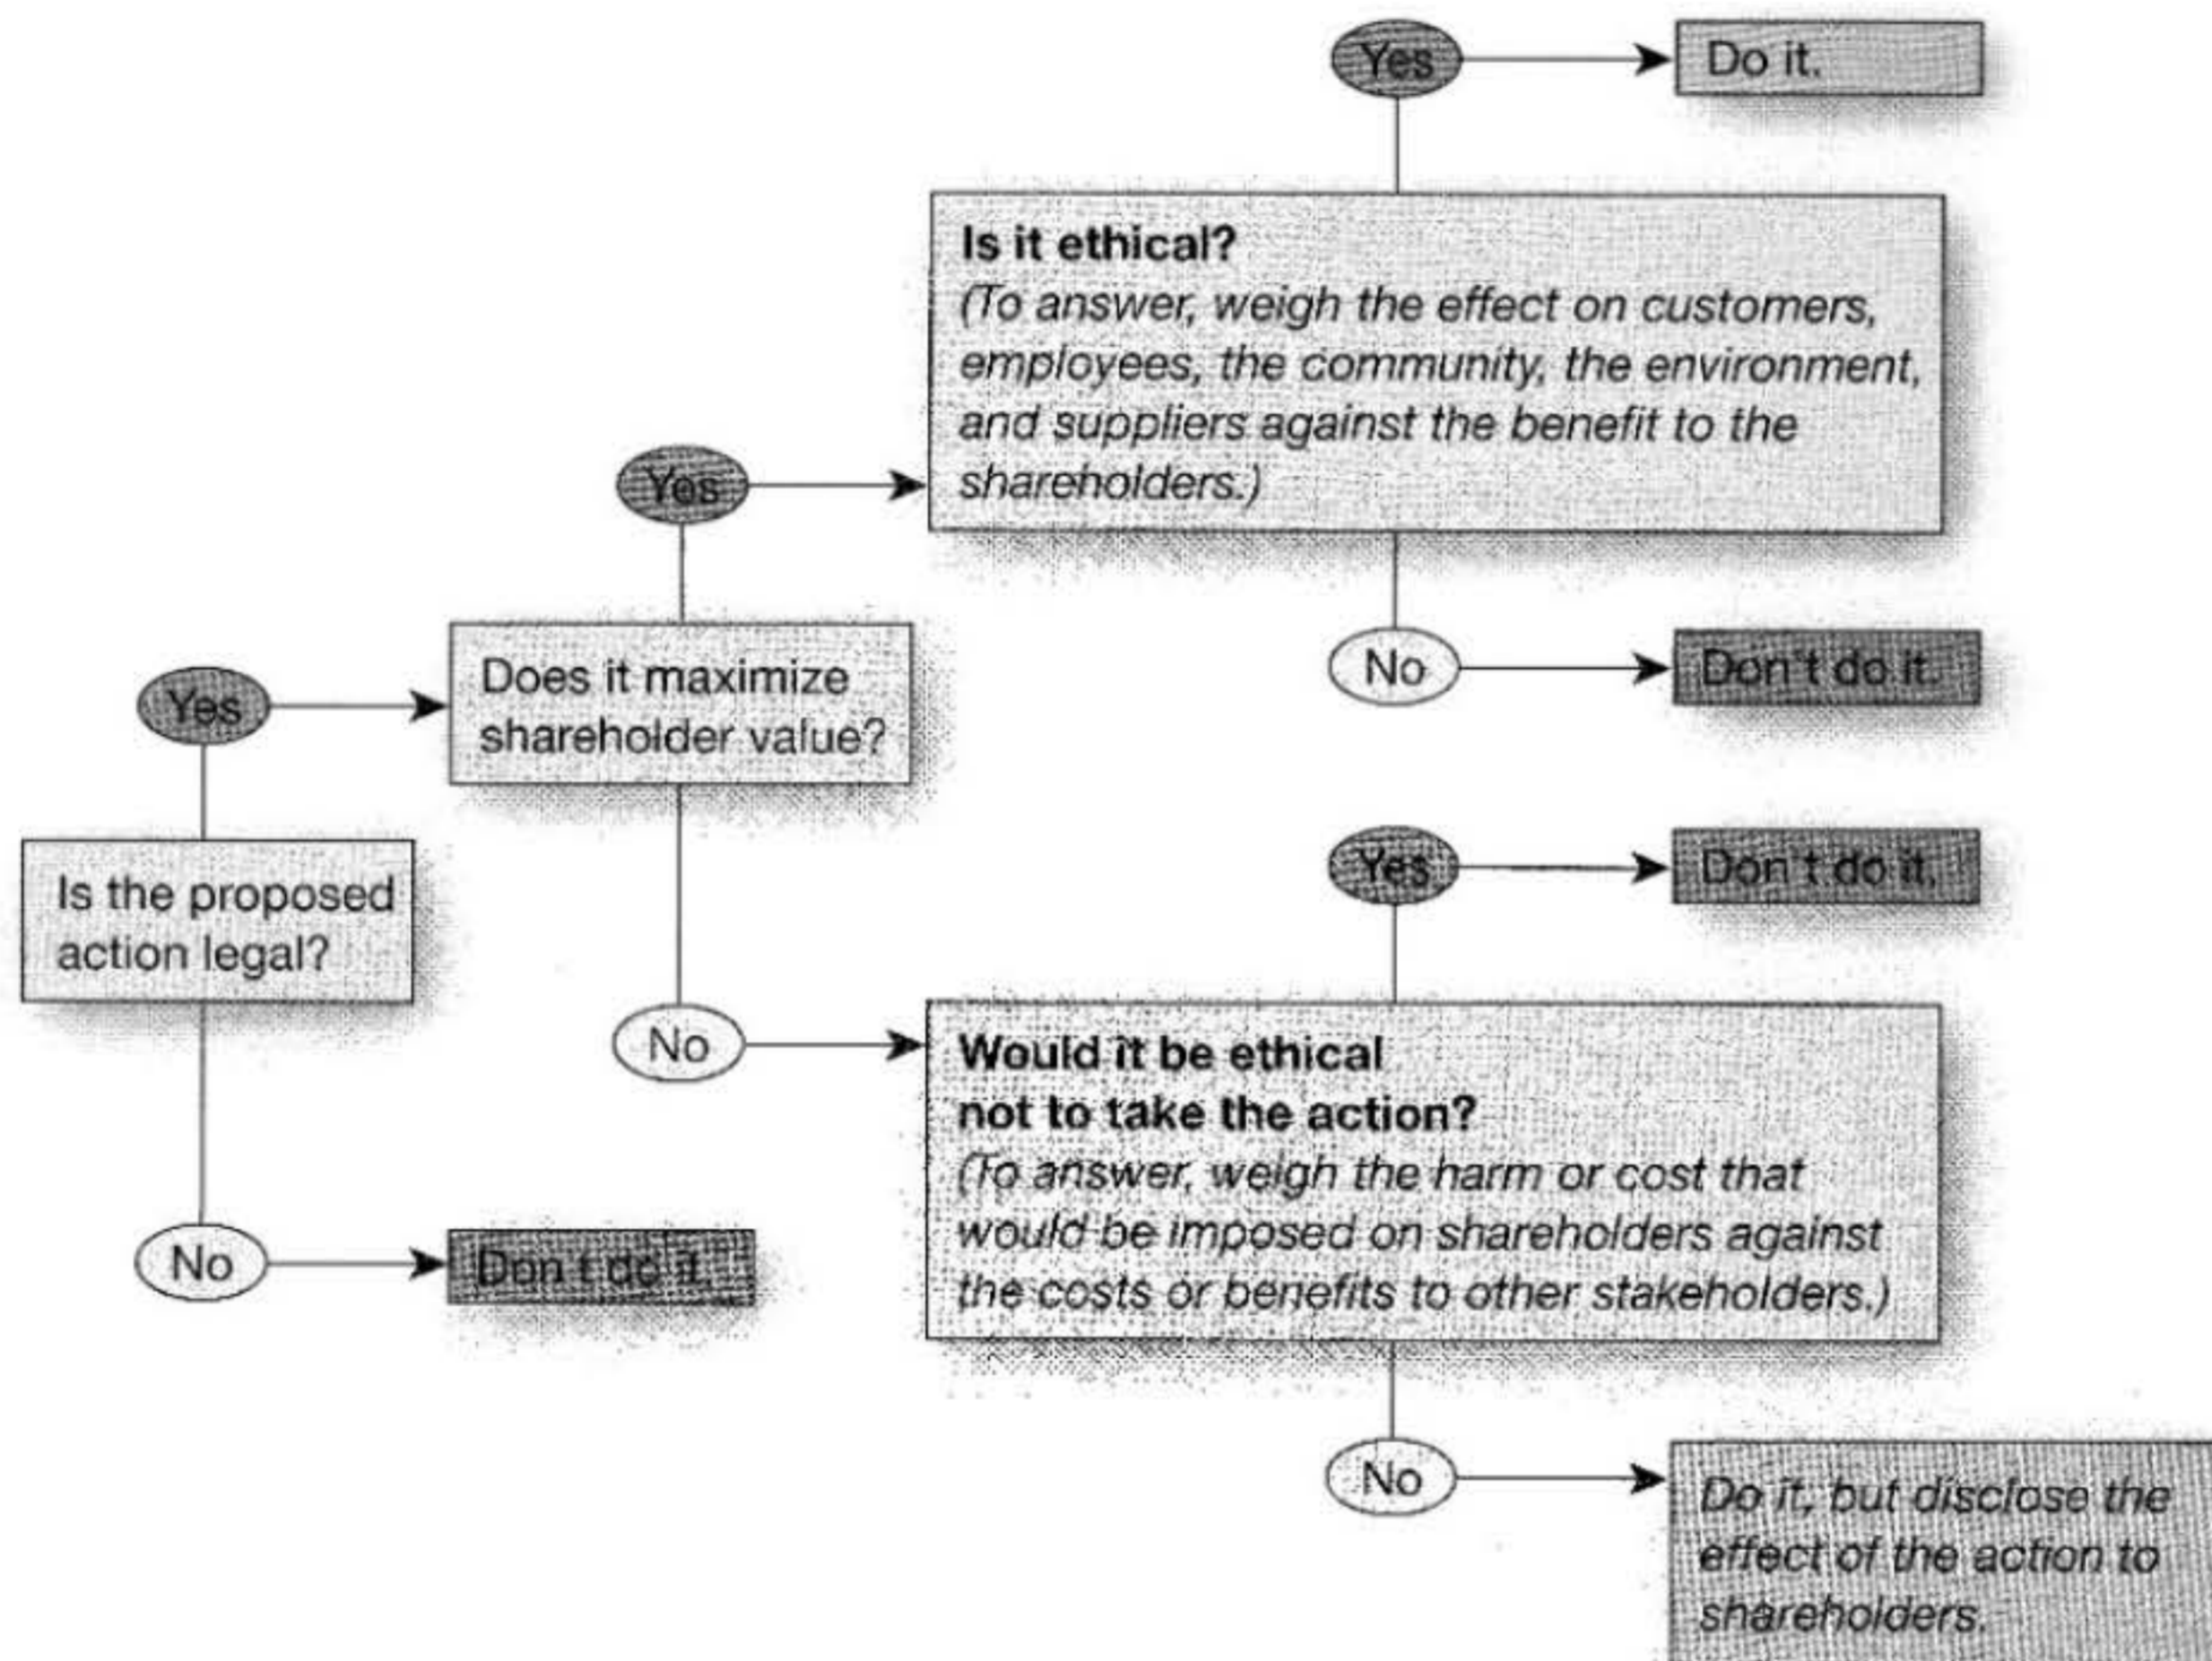 Yes
Do it.
Is it ethical?
(To answer, weigh the effect on customers,
employees, the community, the environment,
and suppliers against the benefit to the
shareholders.)
Yes
No
Don't do it.
Does it maximize
shareholder value?
Yes
Yes
Don't do it.
Is the proposed
action legal?
No
Would it be ethical
not to take the action?
(To answer, weigh the harm or cost that
would be imposed on shareholders against
the costs or benefits to other stakeholders.)
No
Don't do it.
No
Do it, but disclose the
effect of the action to
shareholders.